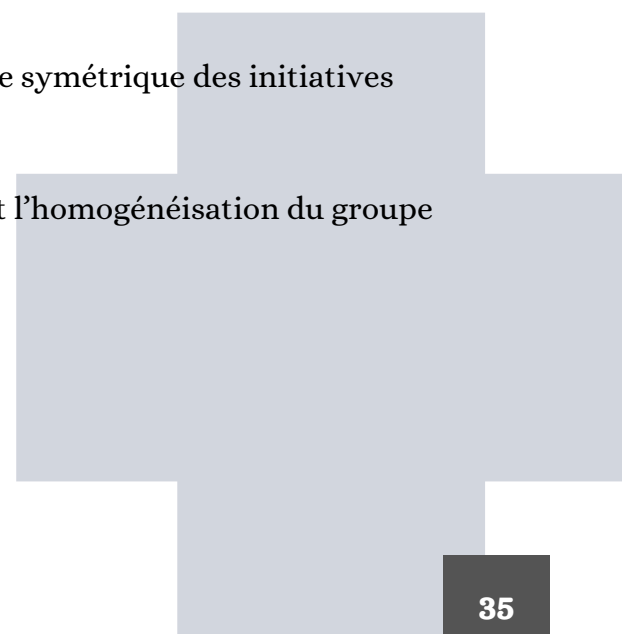 e symétrique des initiatives
t l’homogénéisation du groupe
35